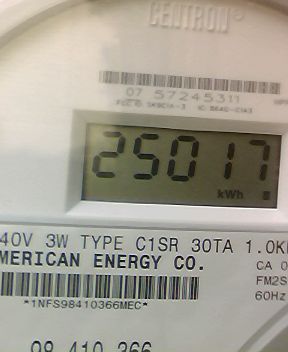 CENTRON®
07 57245311
25017
kWh
40V 3W TYPE C1SR 30TA 1.0K
MERICAN ENERGY CO.
CA 0
FM2S
60Hz
*1NFS98410366MEC*
98 410 366